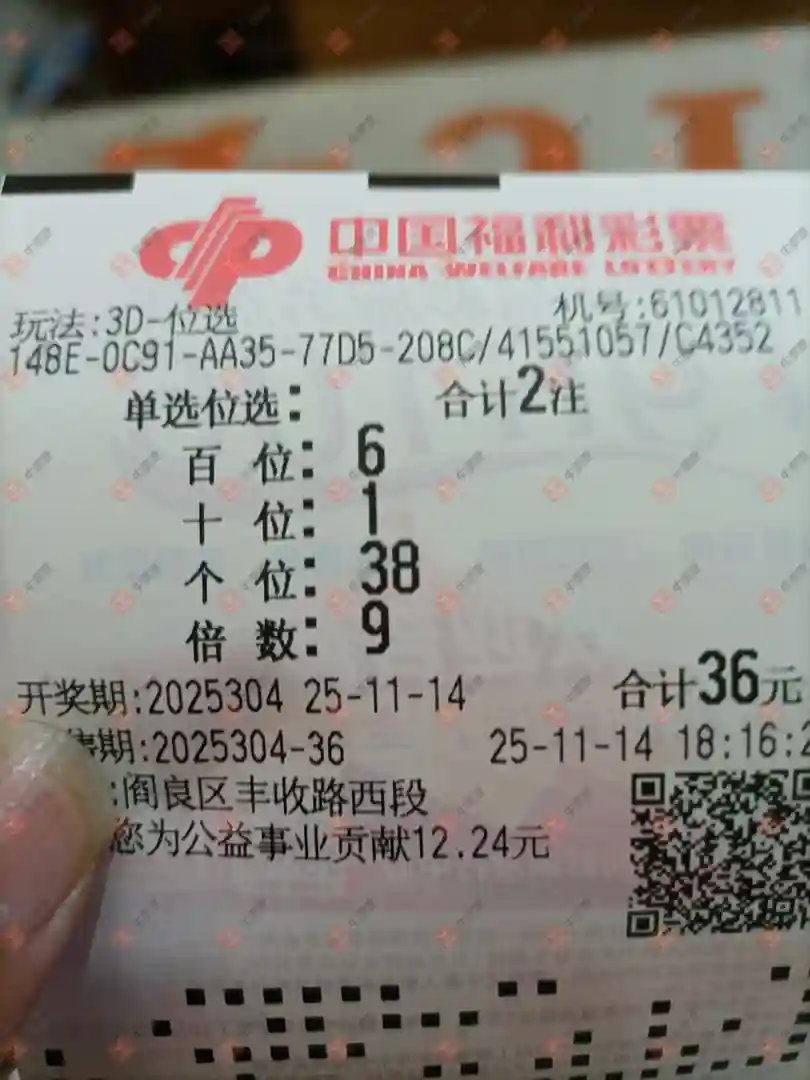 中国福利彩票
CHINA WELFARE LOTTERY
玩法:3D-位选 机号:61012811
148E-0C91-AA35-77D5-208C/41551057/C4352
单选位选: 合计2注
百 位: 6
十 位: 1
个 位: 38
倍 数: 9
开奖期:2025304 25-11-14 合计36元
期:2025304-36 25-11-14 18:16:2
:阎良区丰收路西段
您为公益事业贡献12.24元